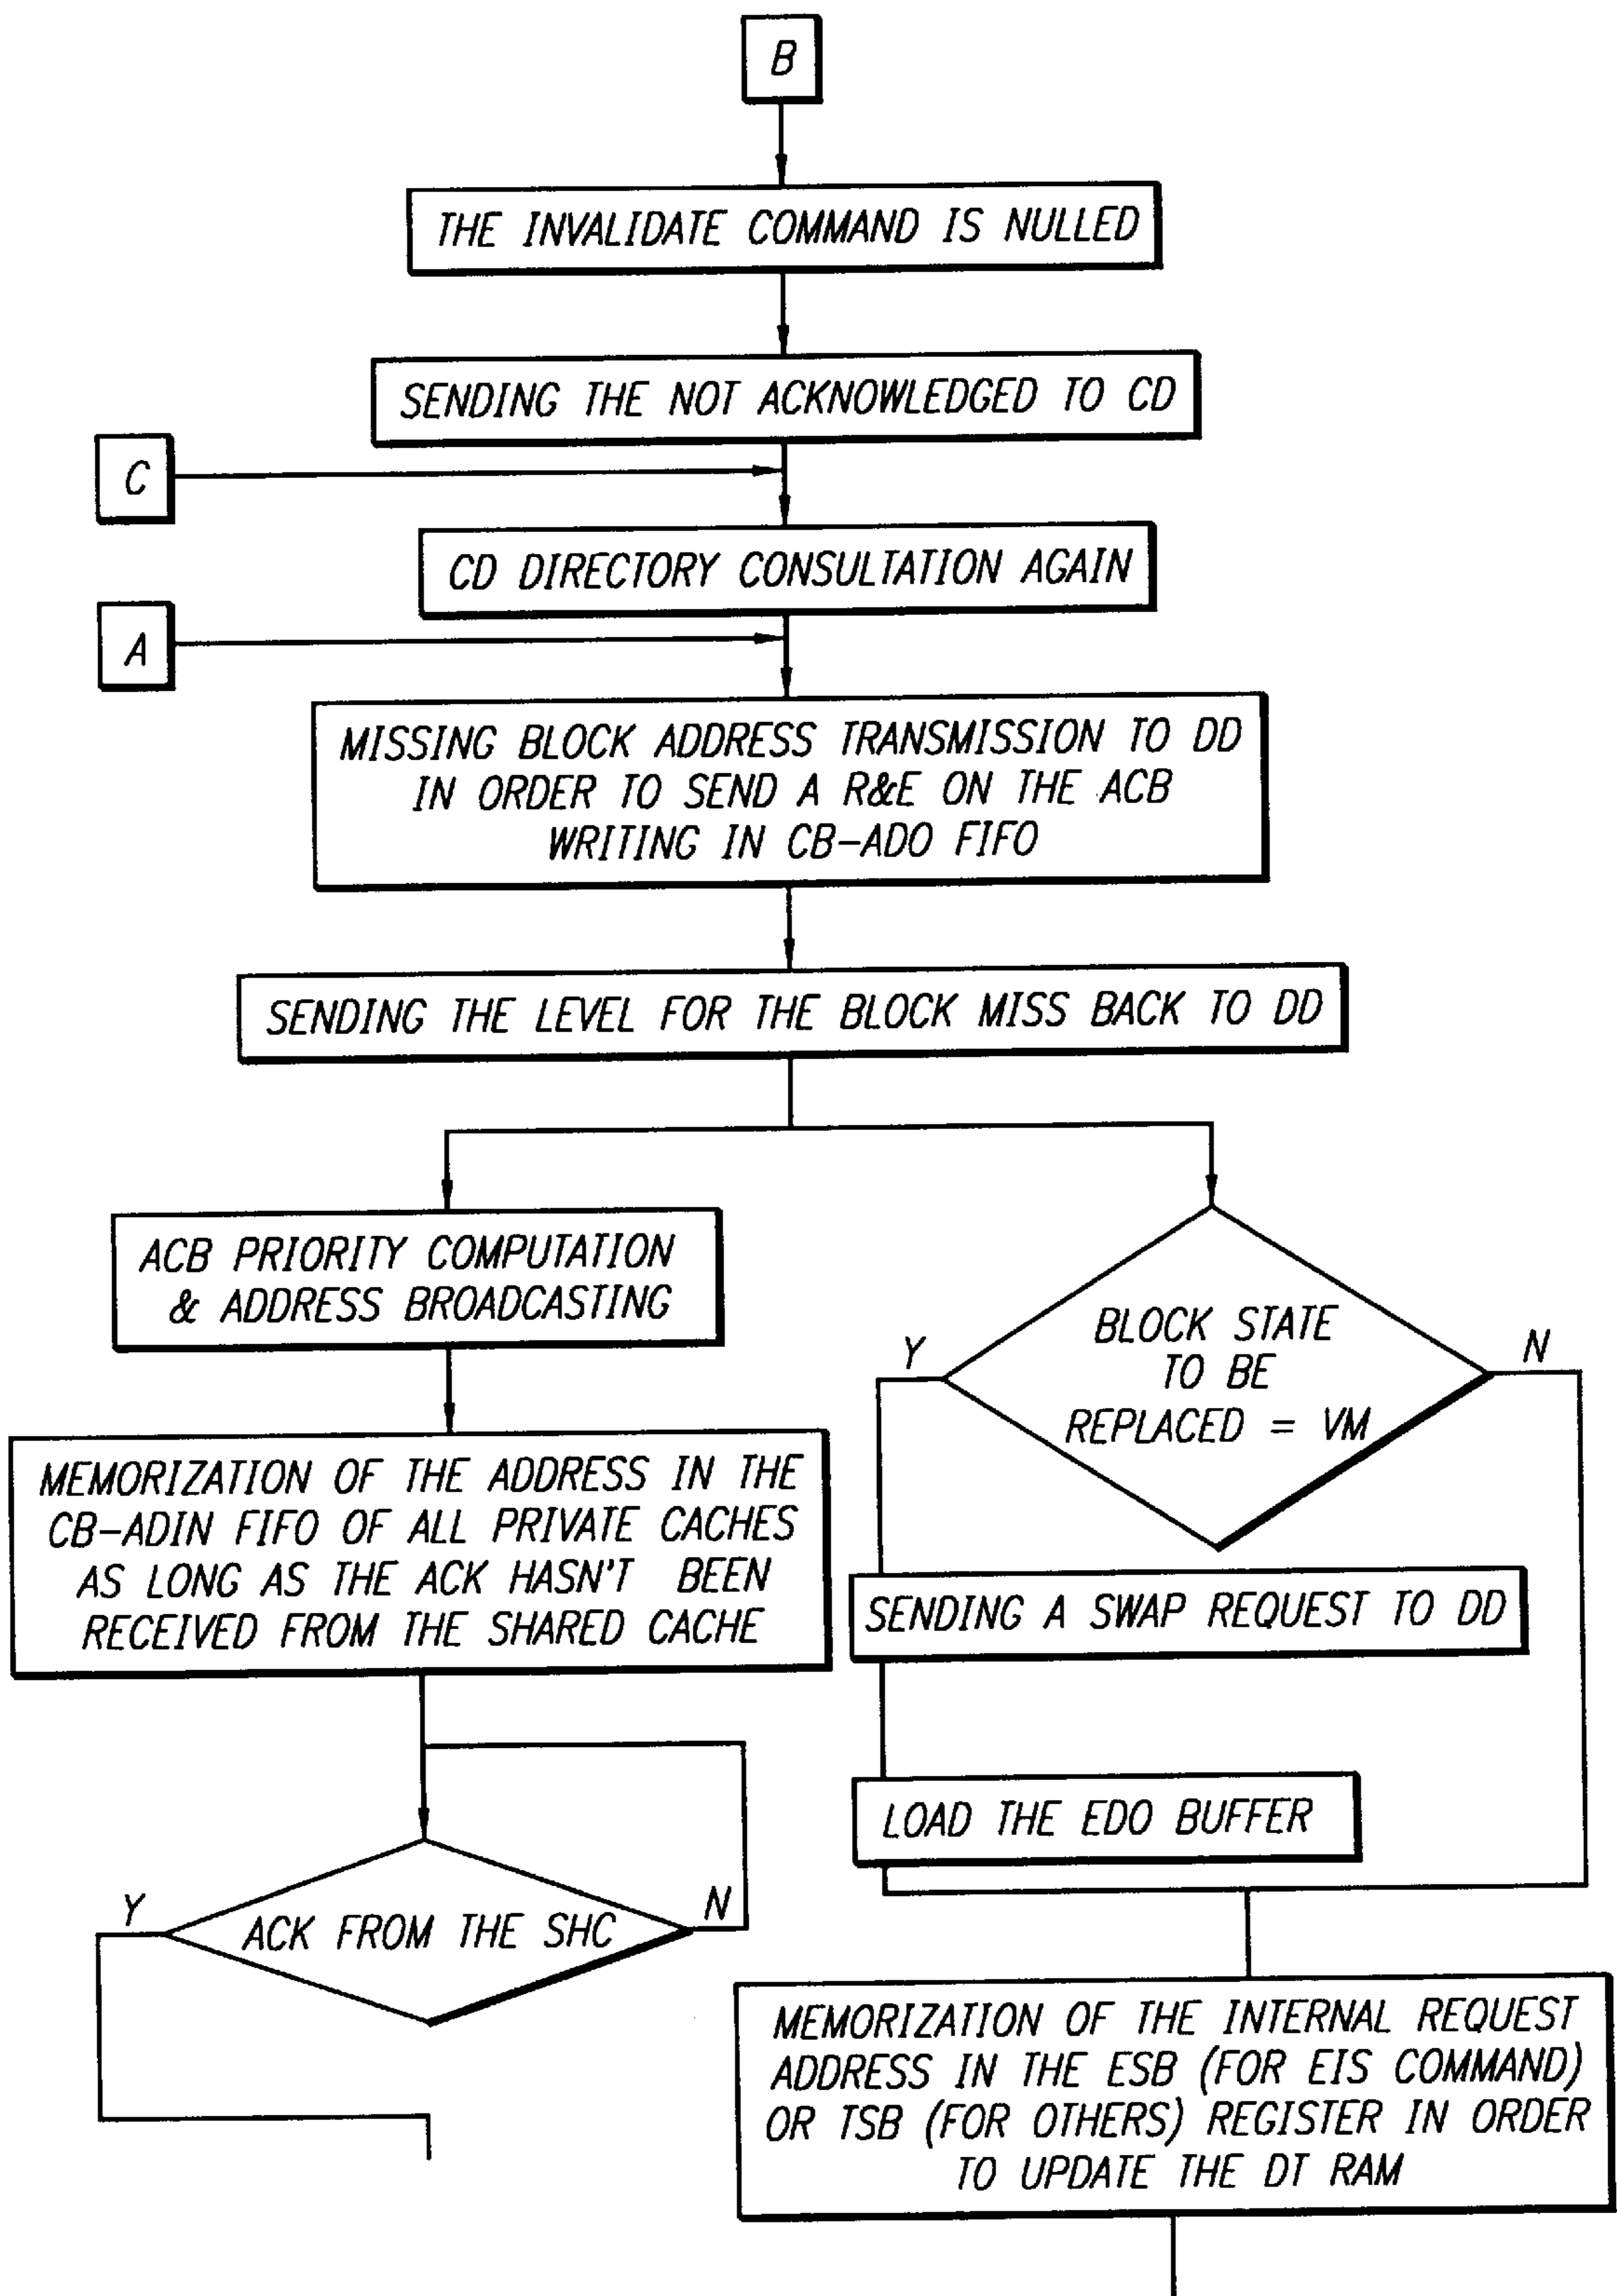 B
THE INVALIDATE COMMAND IS NULLED
SENDING THE NOT ACKNOWLEDGED TO CD
C
CD DIRECTORY CONSULTATION AGAIN
A
MISSING BLOCK ADDRESS TRANSMISSION TO DD
IN ORDER TO SEND A R&E ON THE ACB
WRITING IN CB-ADO FIFO
SENDING THE LEVEL FOR THE BLOCK MISS BACK TO DD
ACB PRIORITY COMPUTATION
& ADDRESS BROADCASTING
BLOCK STATE
TO BE
REPLACED = VM
Y
N
MEMORIZATION OF THE ADDRESS IN THE
CB-ADIN FIFO OF ALL PRIVATE CACHES
AS LONG AS THE ACK HASN'T BEEN
RECEIVED FROM THE SHARED CACHE
SENDING A SWAP REQUEST TO DD
LOAD THE EDO BUFFER
Y
ACK FROM THE SHC
N
MEMORIZATION OF THE INTERNAL REQUEST
ADDRESS IN THE ESB (FOR EIS COMMAND)
OR TSB (FOR OTHERS) REGISTER IN ORDER
TO UPDATE THE DT RAM